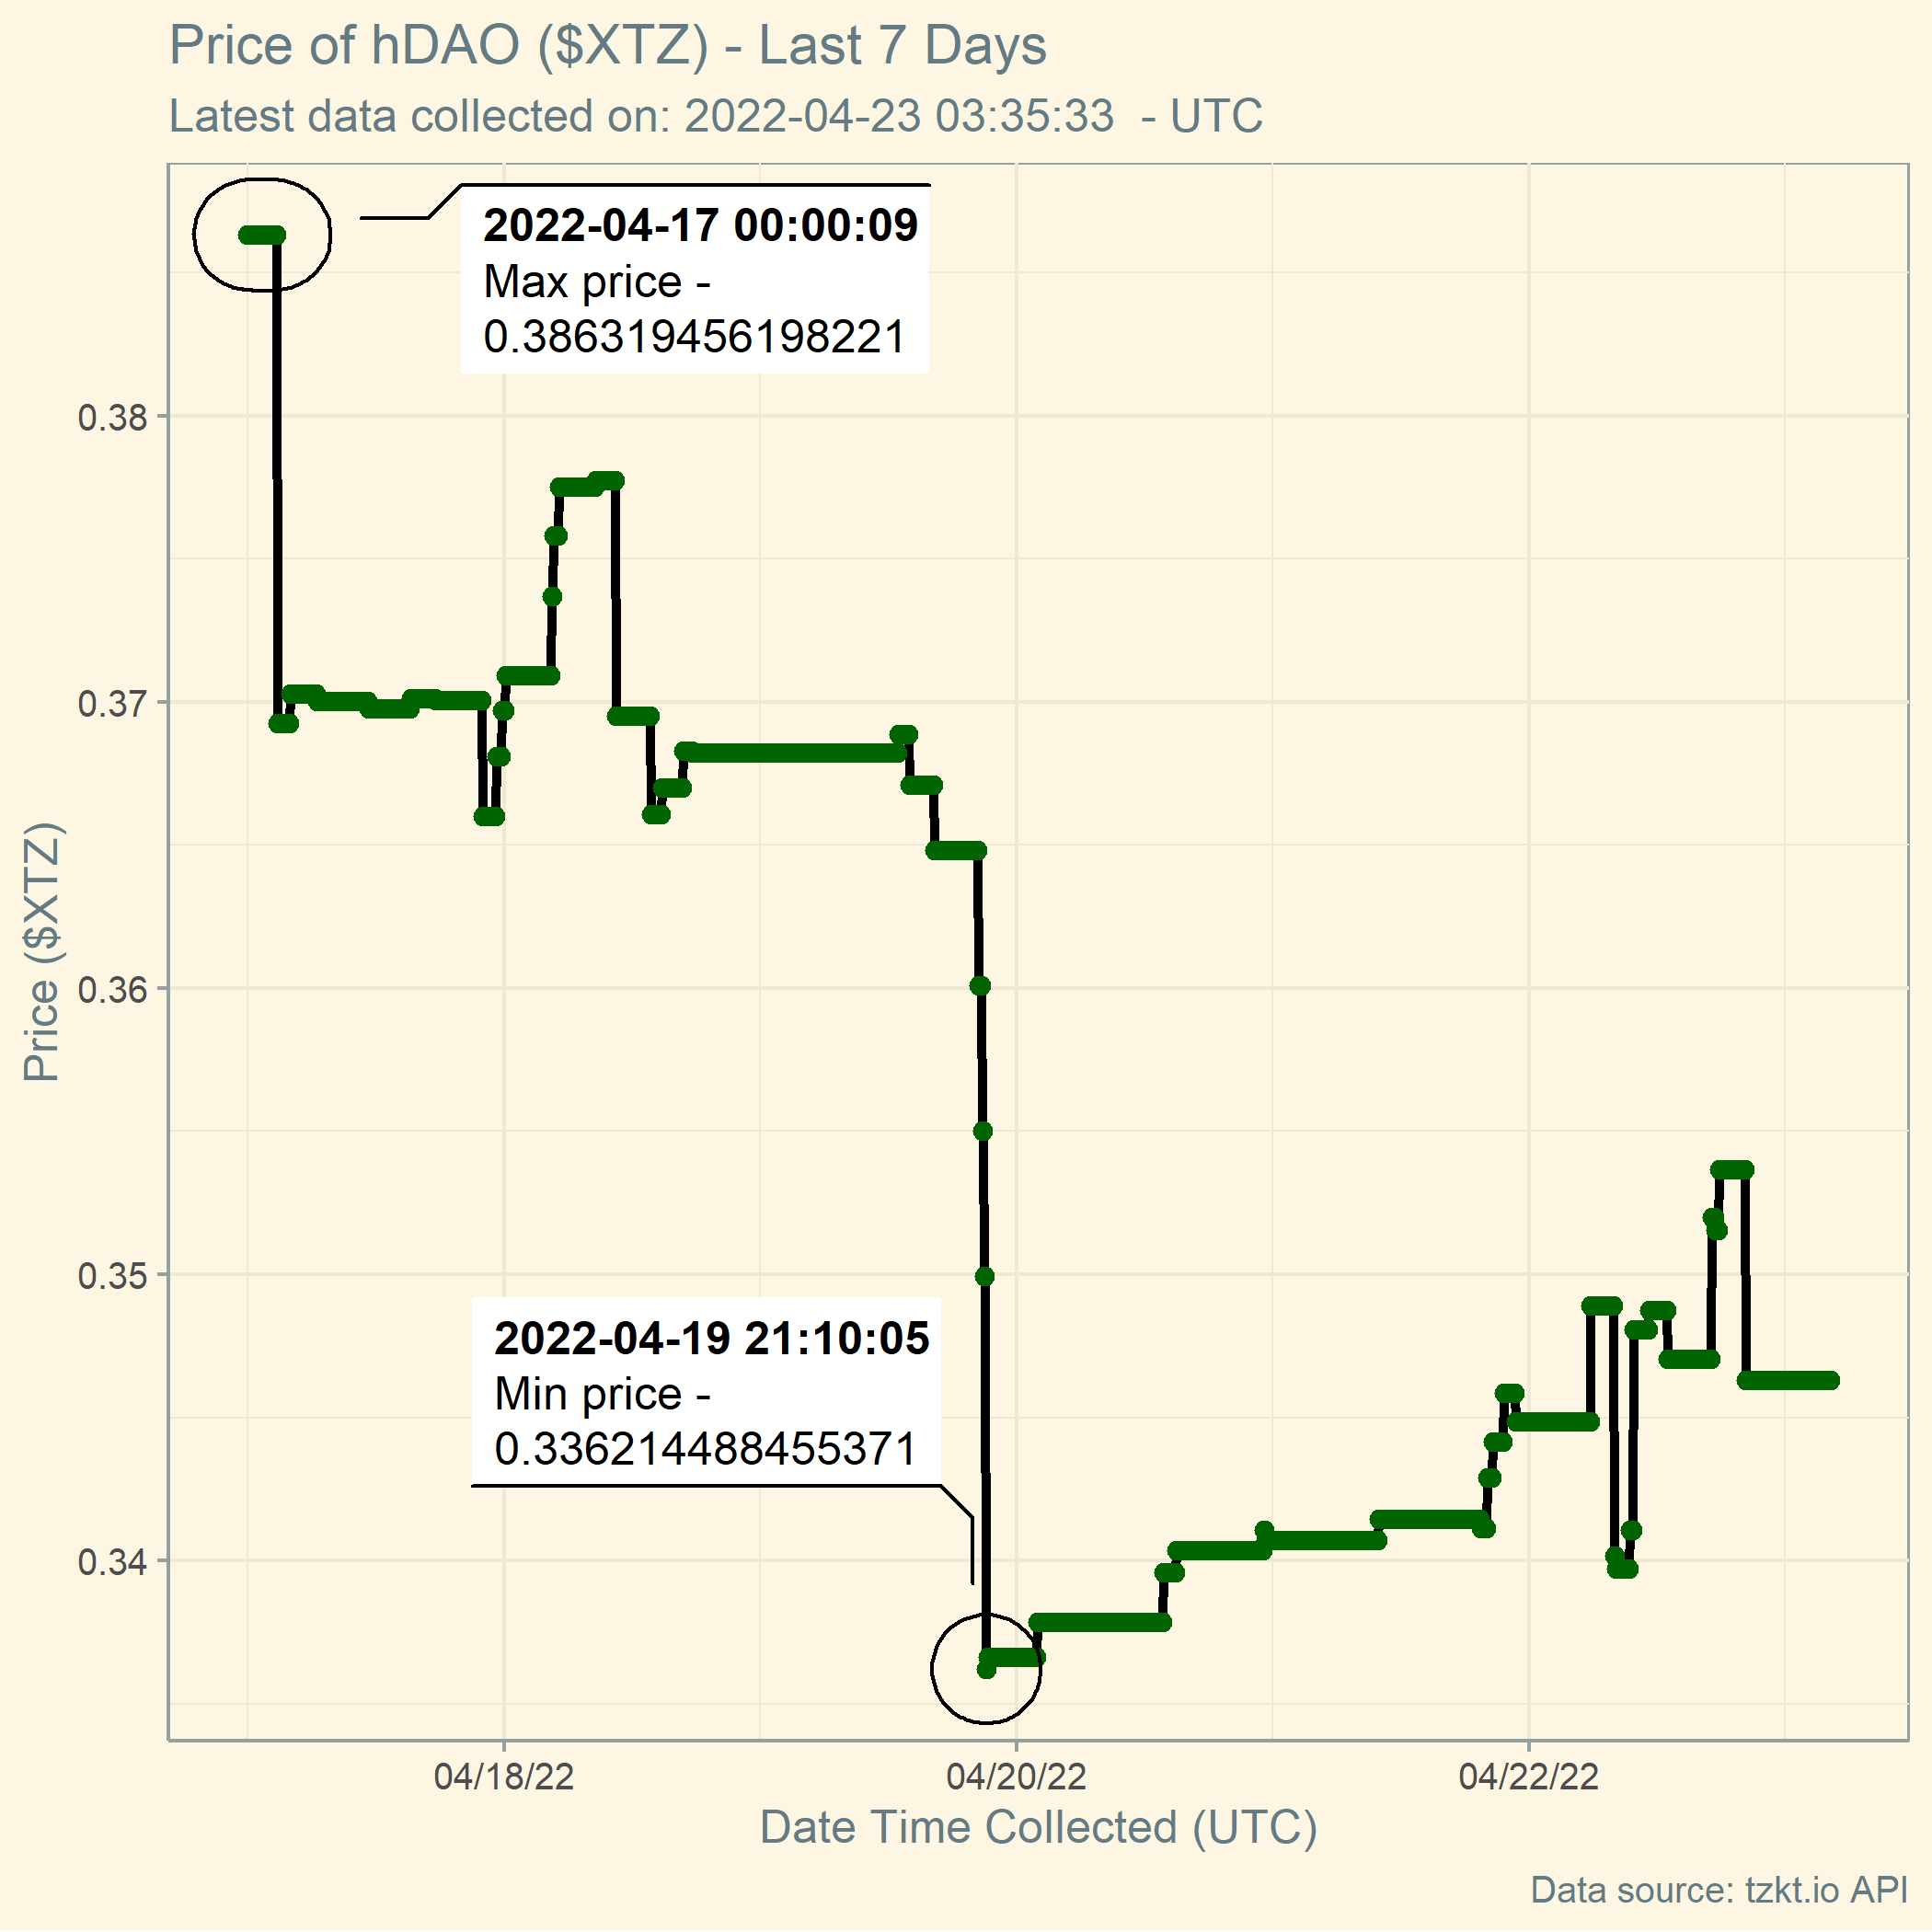 Price of hDAO ($XTZ) - Last 7 Days
Latest data collected on: 2022-04-23 03:35:33  - UTC
2022-04-17 00:00:09
Max price -
0.386319456198221
0.38
0.37
Price ($XTZ)
0.36
0.35
2022-04-19 21:10:05
Min price -
0.336214488455371
0.34
04/18/22
04/20/22
04/22/22
Date Time Collected (UTC)
Data source: tzkt.io API